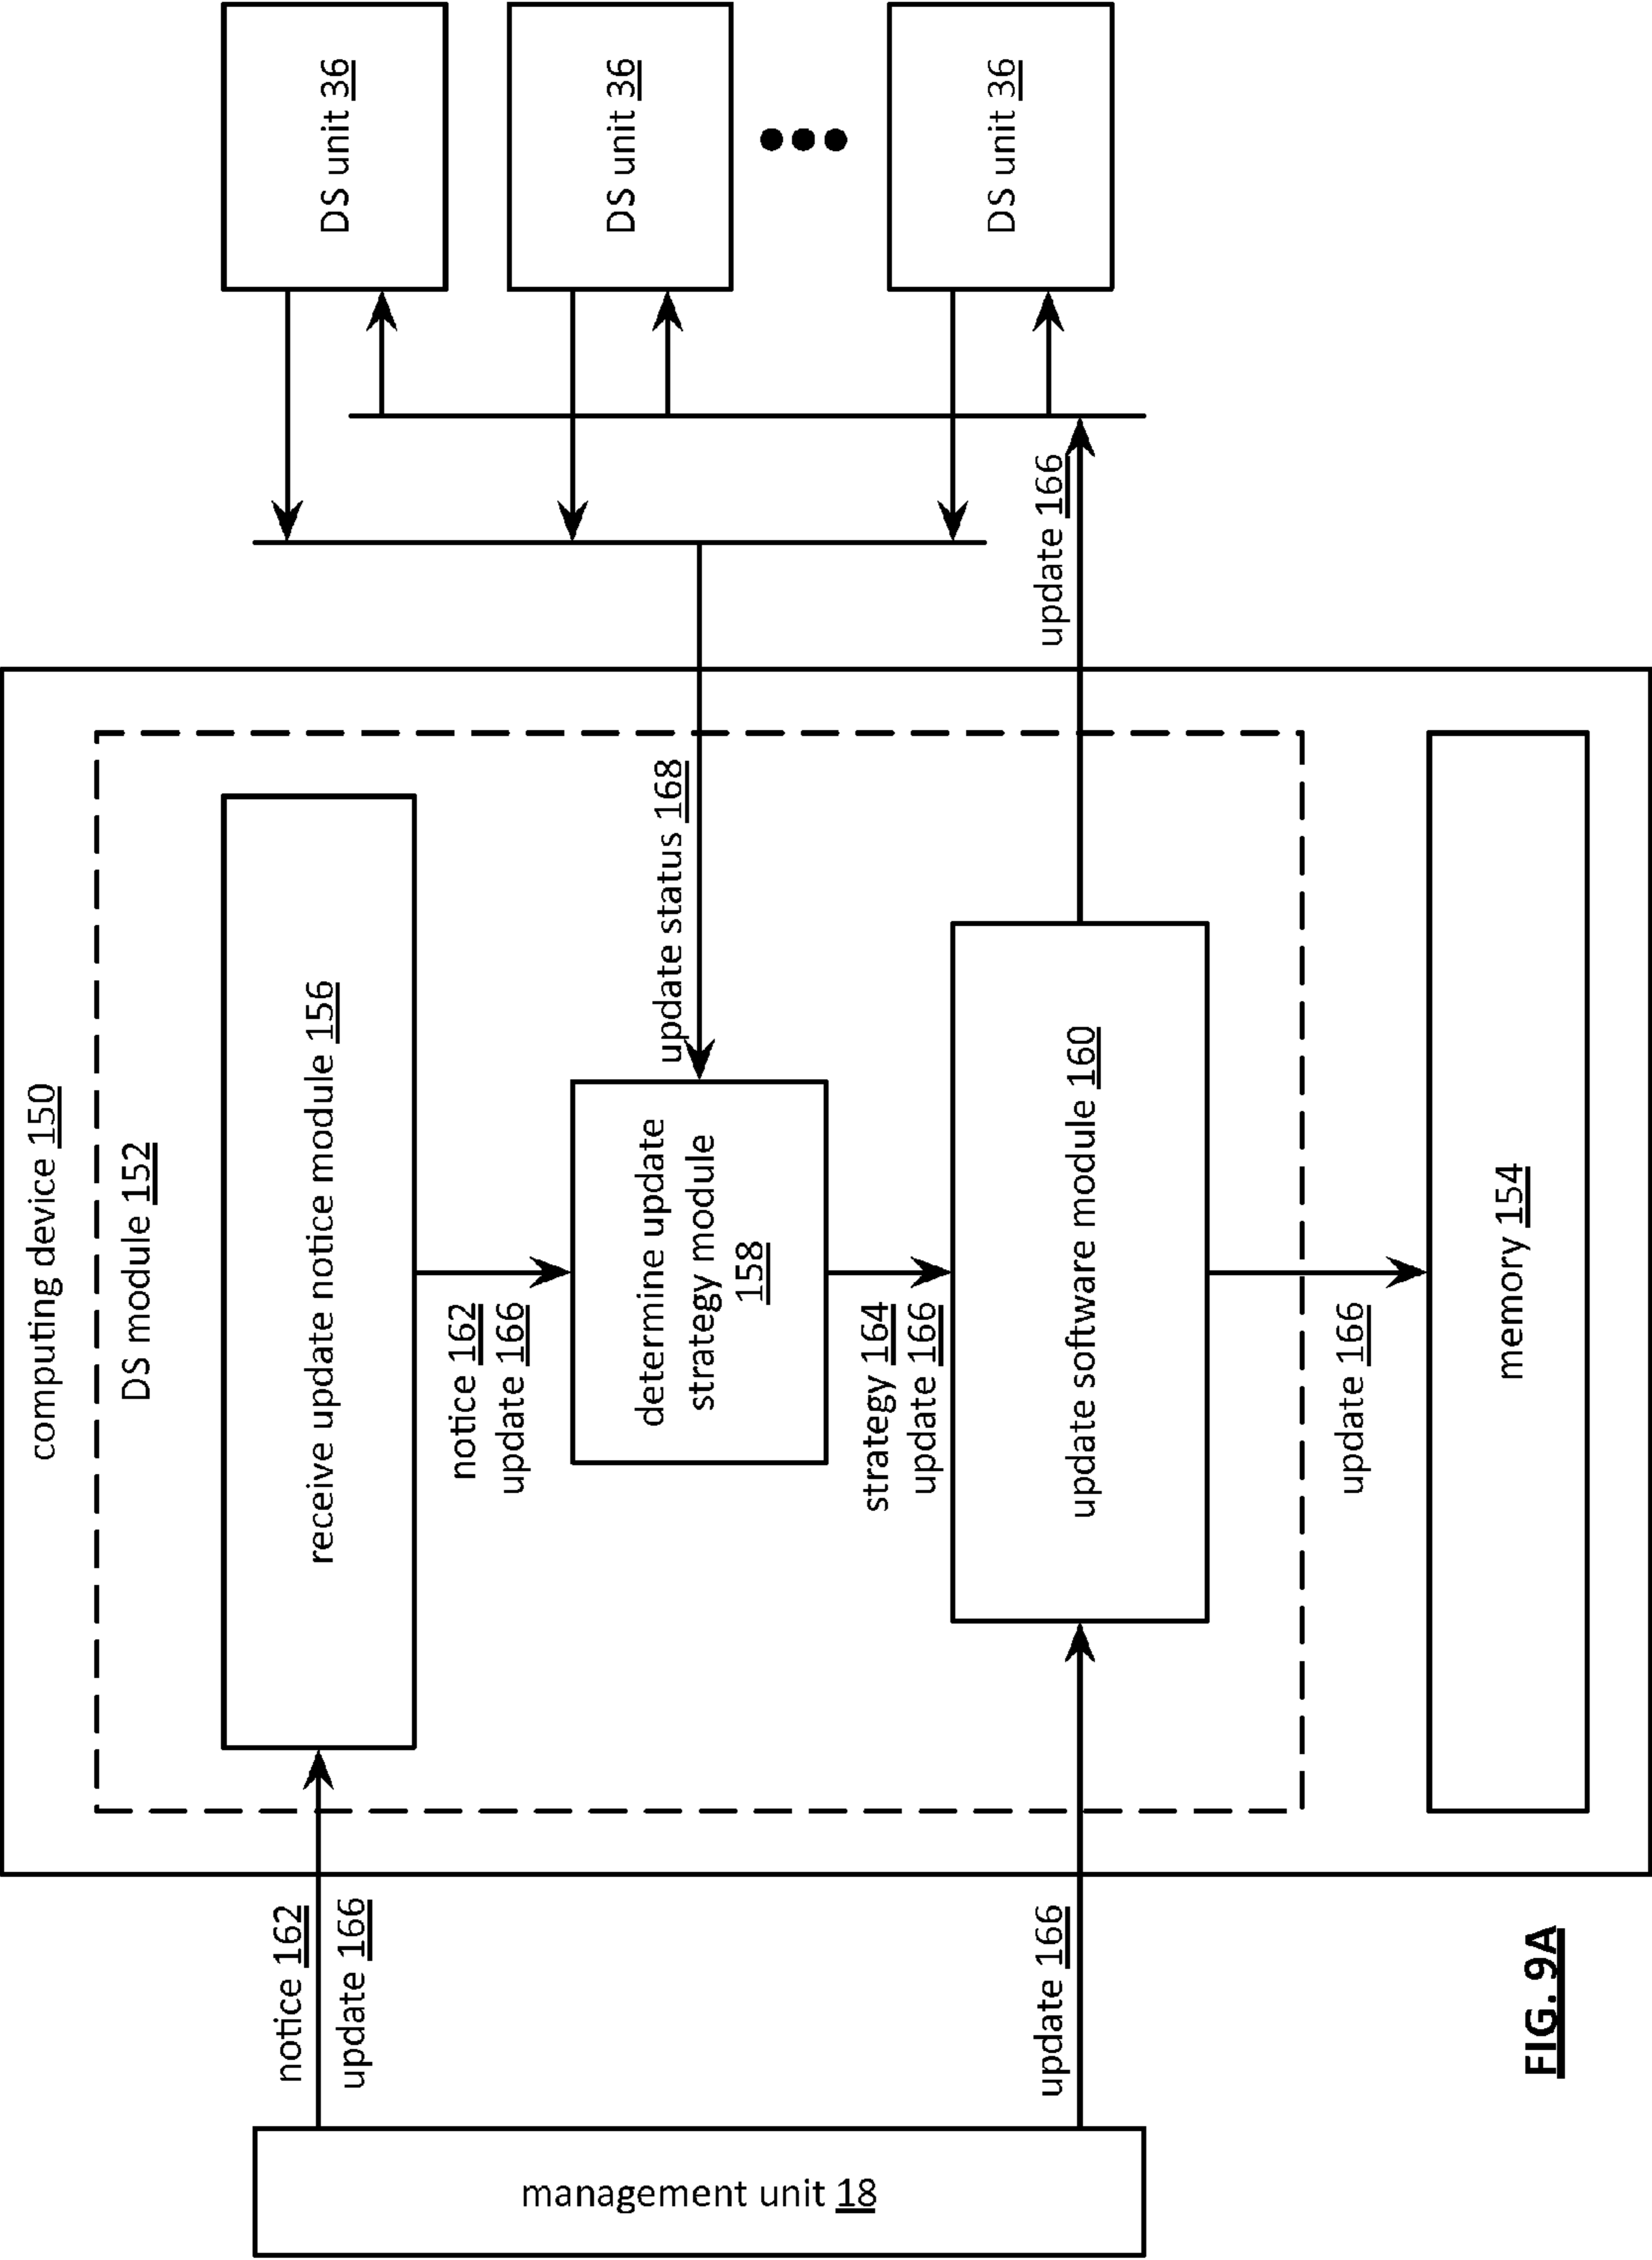 computing device 150
DS module 152
notice 162
update 166
receive update notice module 156
DS unit 36
notice 162
update 166
update status 168
determine update
strategy module
158
DS unit 36
management unit 18
strategy 164
update 166
update 166
update software module 160
update 166
DS unit 36
update 166
memory 154
FIG. 9A